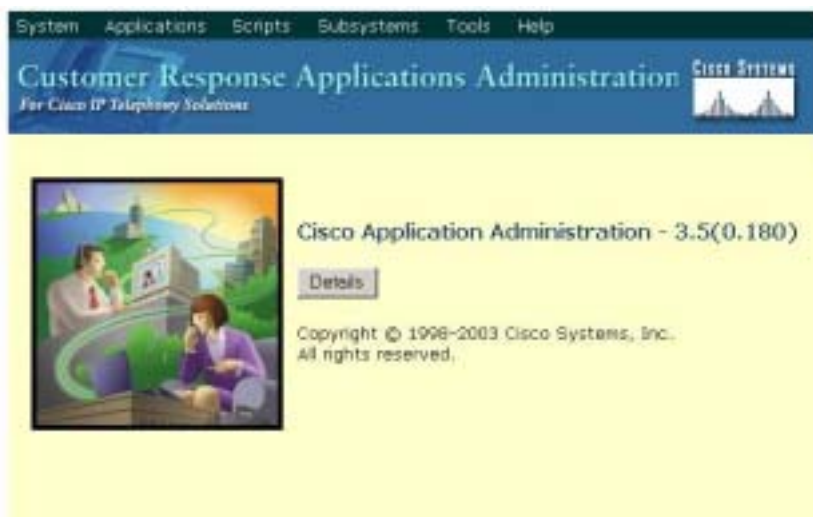 System Applications Scripts Subsystems Tools Help
Customer Response Applications Administration
For Cisco IP Telephony Solutions
CISCO SYSTEMS
Cisco Application Administration - 3.5(0.180)
Details
Copyright © 1998-2003 Cisco Systems, Inc.
All rights reserved.